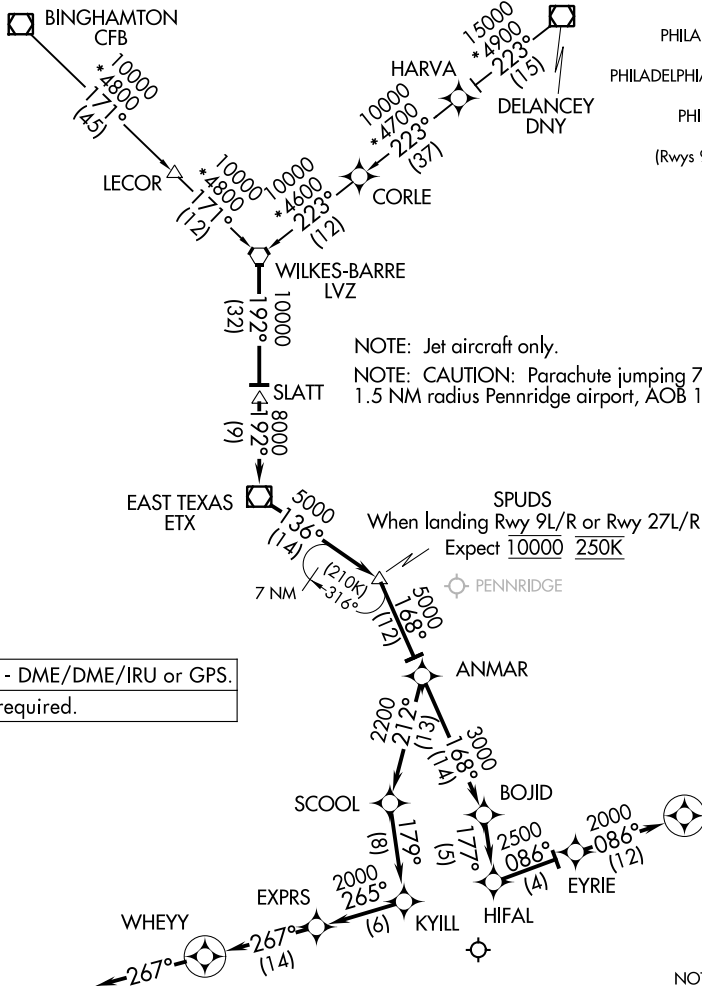 BINGHAMTON
CFB
10000
*4800
171°
(45)
LECOR
10000
*4800
171°
(12)
15000
*4900
223°
(15)
HARVA
DELANCEY
DNY
10000
*4700
223°
(37)
CORLE
10000
*4600
223°
(12)
PHILA
PHILADELPHIA
PHI
(Rwys 9
WILKES-BARRE
LVZ
10000
192°
(32)
NOTE: Jet aircraft only.
NOTE: CAUTION: Parachute jumping 7
1.5 NM radius Pennridge airport, AOB 1
SLATT
8000
192°
(9)
EAST TEXAS
ETX
5000
136°
(14)
SPUDS
When landing Rwy 9L/R or Rwy 27L/R
Expect 10000 250K
7 NM
(210K)
316°
PENNRIDGE
5000
168°
(12)
ANMAR
- DME/DME/IRU or GPS.
required.
2200
212°
(13)
3000
168°
(14)
SCOOL
BOJID
179°
(8)
177°
(5)
2500
086°
(4)
2000
086°
(12)
EYRIE
HIFAL
KYILL
2000
265°
(6)
EXPRS
WHEYY
267°
(14)
267°
NOT